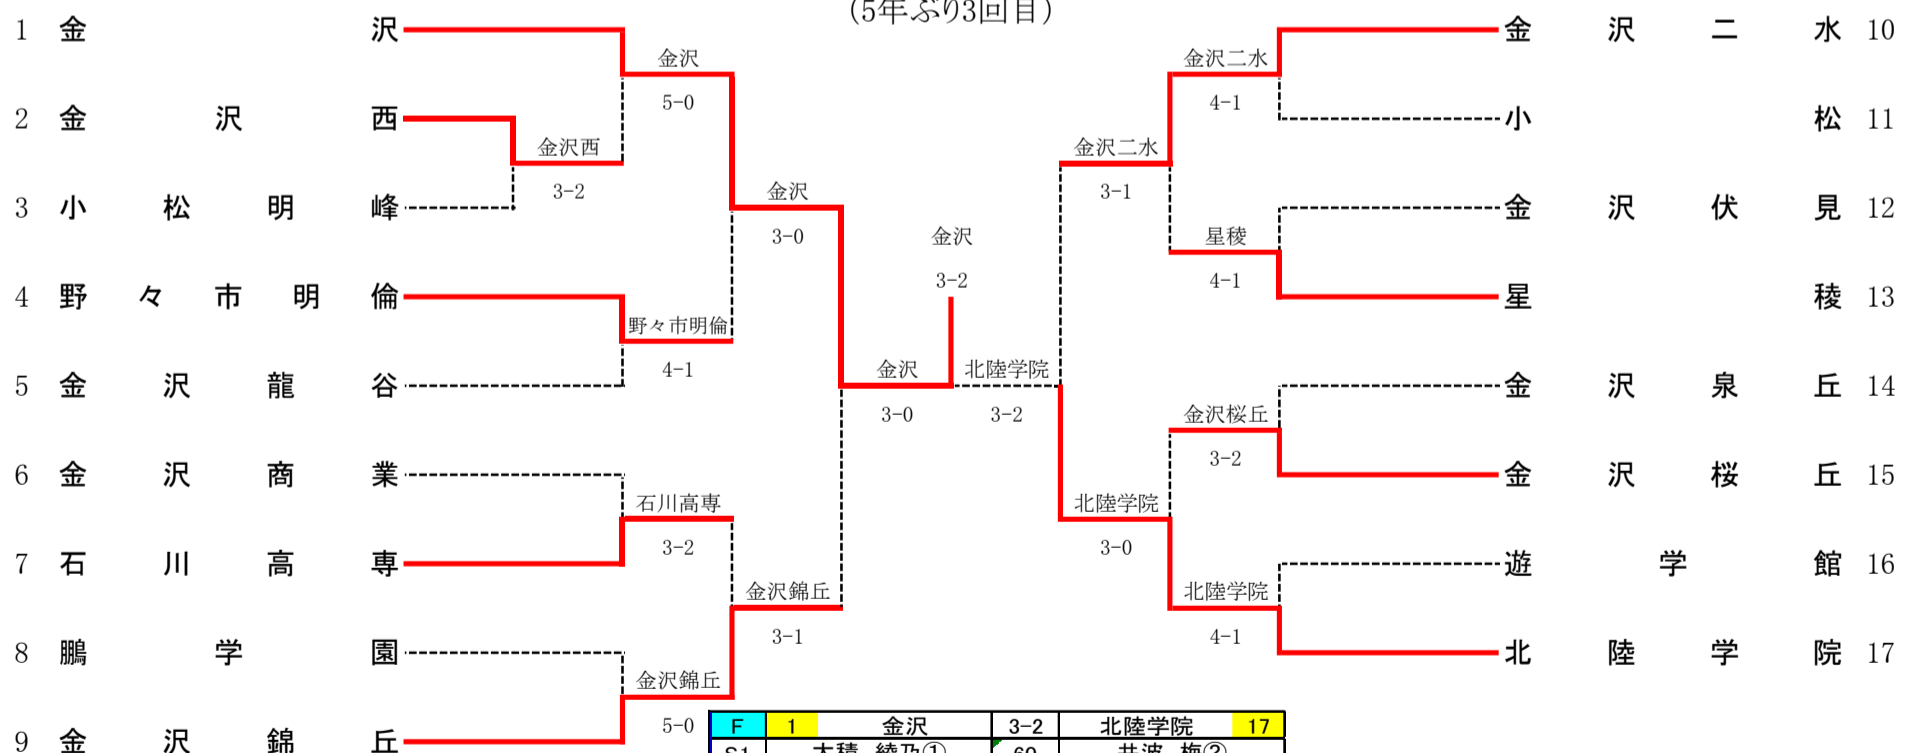 (5年ぶり3回目)
1 金沢
2 金沢西
3 小松明峰
4 野々市明倫
5 金沢龍谷
6 金沢商業
7 石川高専
8 鵬学園
9 金沢錦丘
金沢
5-0
金沢西
3-2
野々市明倫
4-1
石川高専
3-2
金沢錦丘
5-0
金沢
3-0
金沢錦丘
3-1
金沢
3-0
金沢
3-2
北陸学院
3-2
金沢二水
3-1
北陸学院
3-0
金沢二水
4-1
星稜
4-1
金沢桜丘
3-2
北陸学院
4-1
金沢二水 10
小松 11
金沢伏見 12
星稜 13
金沢泉丘 14
金沢桜丘 15
遊学館 16
北陸学院 17
F 1 金沢 3-2 北陸学院 17